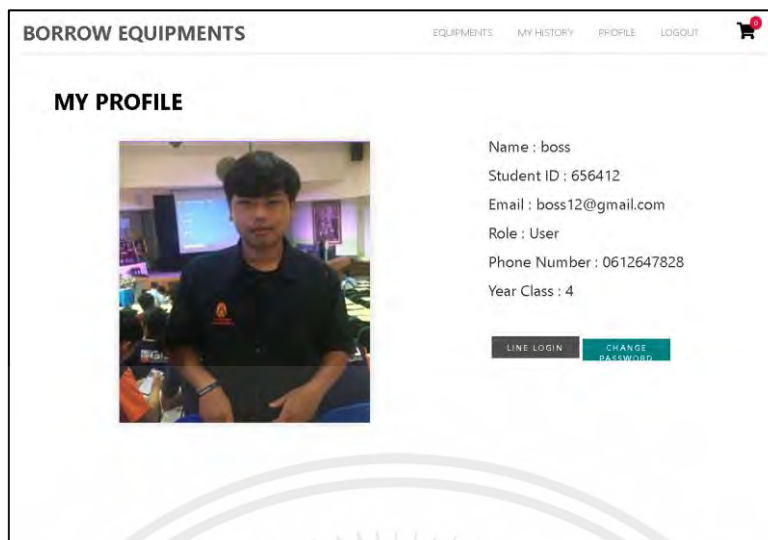 BORROW EQUIPMENTS
EQUIPMENTS MY HISTORY PROFILE LOGOUT 0
MY PROFILE
Name : boss
Student ID : 656412
Email : boss12@gmail.com
Role : User
Phone Number : 0612647828
Year Class : 4
LINE LOGIN
CHANGE
PASSWORD